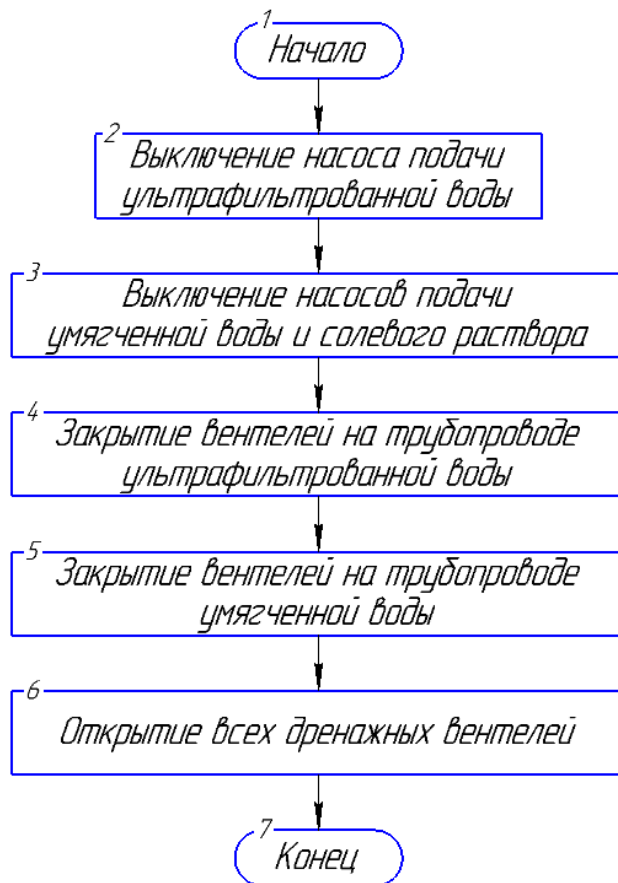 1
Начало
2
Выключение насоса подачи
ультрафильтрованной воды
3
Выключение насосов подачи
умягченной воды и солевого раствора
4
Закрытие вентелей на трубопроводе
ультрафильтрованной воды
5
Закрытие вентелей на трубопроводе
умягченной воды
6
Открытие всех дренажных вентелей
7
Конец